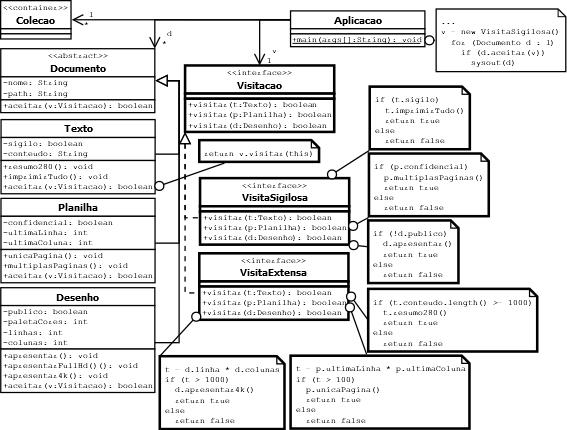 <<container>>
Colecao
1
*
d
*
v
1
Aplicacao
+main(args[]:String): void
...
v - new VisitaSigiloso()
for (Documento d : l)
if (d.aceitar(v))
sysout(d)
<<abstract>>
Documento
-nome: String
-path: String
+aceitar(v:Visitacao): boolean
<<interface>>
Visitacao
+visitar(t:Texto): boolean
+visitar(p:Planilha): boolean
+visitar(d:Desenho): boolean
Texto
-sigilo: boolean
-conteudo: String
+resumo280(): void
+imprimirTudo(): void
+aceitar(v:Visitacao): boolean
return v.visitar(this)
if (t.sigilo)
t.imprimirTudo()
return true
else
return false
<<interface>>
VisitaSigilosa
+visitar(t:Texto): boolean
+visitar(p:Planilha): boolean
+visitar(d:Desenho): boolean
if (p.confidencial)
p.multiplasPaginas()
return true
else
return false
Planilha
-confidencial: boolean
-ultimaLinha: int
-ultimaColuna: int
+unicaPagina(): void
+multiplasPaginas(): void
+aceitar(v:Visitacao): boolean
if (!d.publico)
d.apresentar()
return true
else
return false
<<interface>>
VisitaExtensa
+visitar(t:Texto): boolean
+visitar(p:Planilha): boolean
+visitar(d:Desenho): boolean
Desenho
-publico: boolean
-paletaCores: int
-linhas: int
-colunas: int
+apresentar(): void
+apresentarFullHd()(): void
+apresentar4k(): void
+aceitar(v:Visitacao): boolean
if (t.conteudo.length() >- 1000)
t.resumo280()
return true
else
return false
t - d.linha * d.colunas
if (t > 1000)
d.apresentar4k()
return true
else
return false
t - p.ultimaLinha * p.ultimaColuna
if (t > 100)
p.unicaPagina()
return true
else
return false